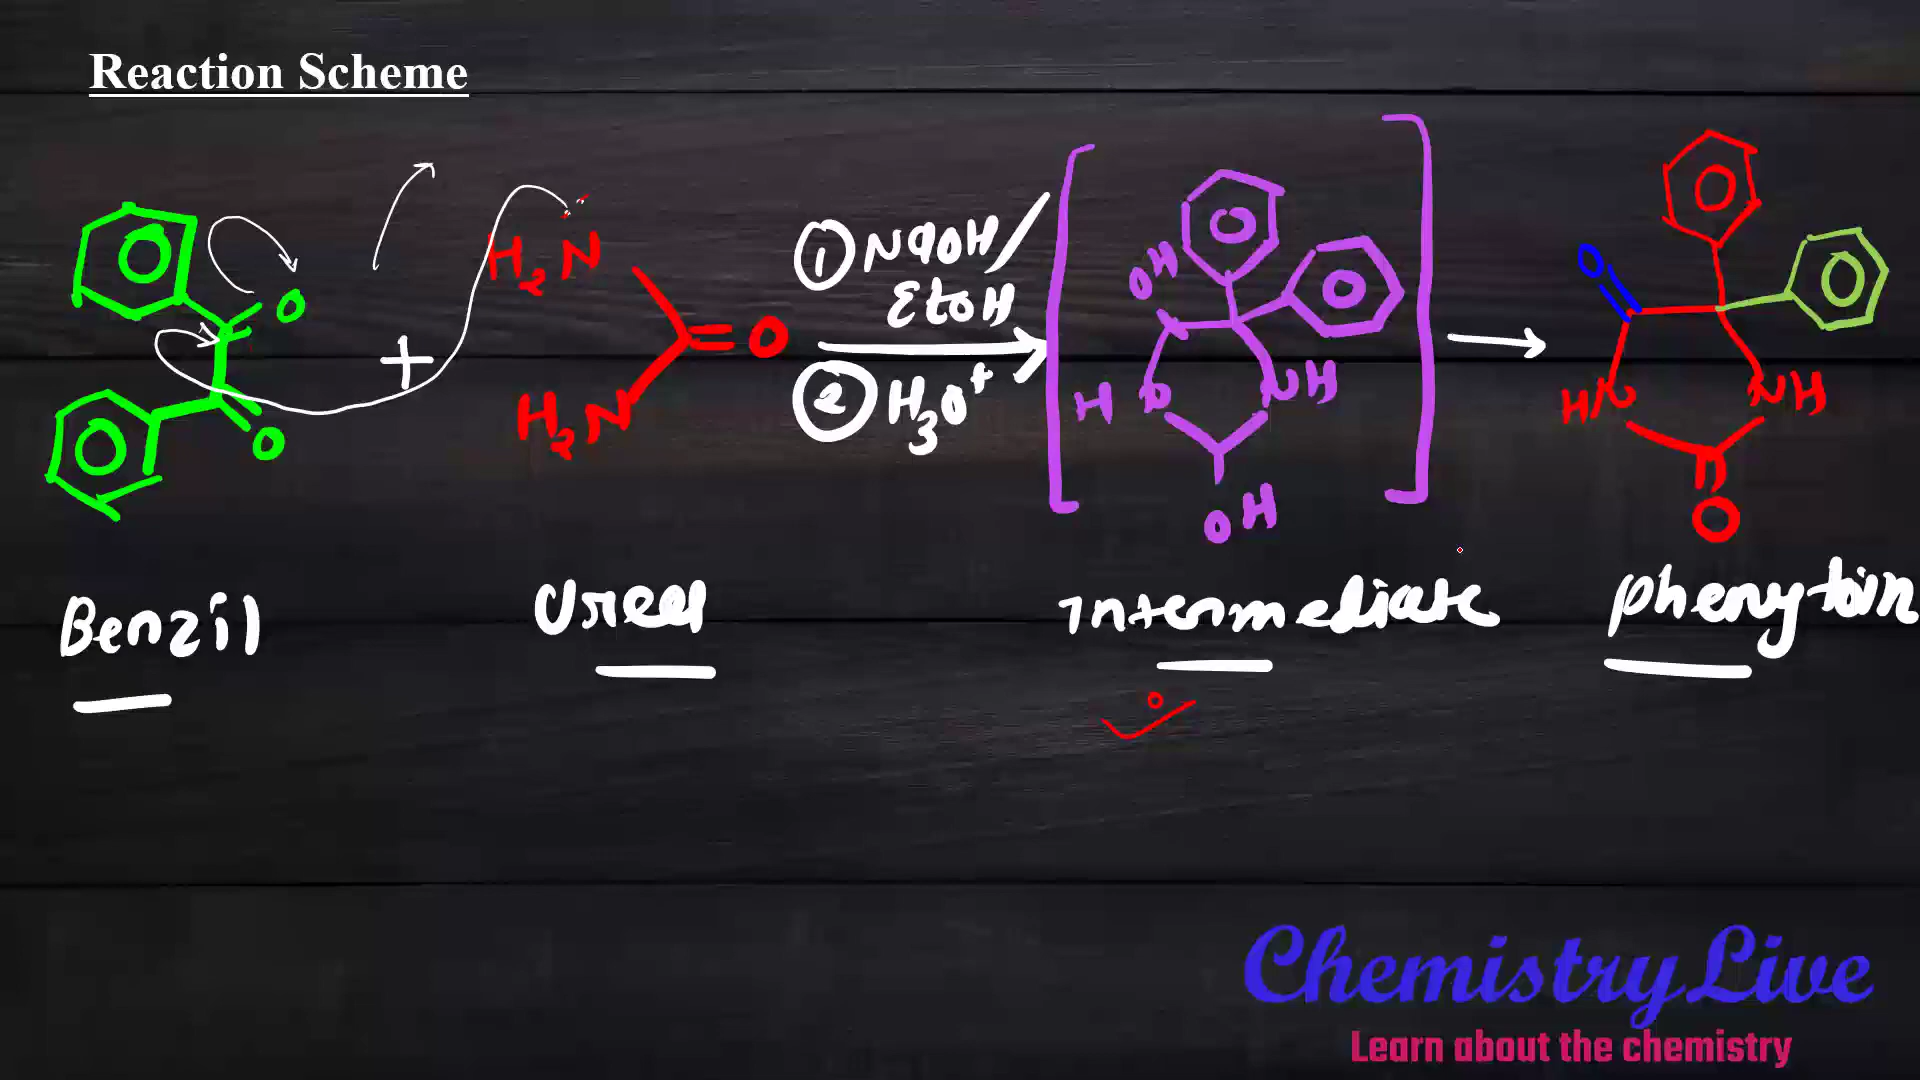 Reaction Scheme
O
O
+
H₂N
H₂N
O
① NaOH/
EtOH
② H₃O⁺
OH
H N
NH
OH
O
HN
NH
O
Benzil
Urea
Intermediate
Phenytoin
O
ChemistryLive
Learn about the chemistry